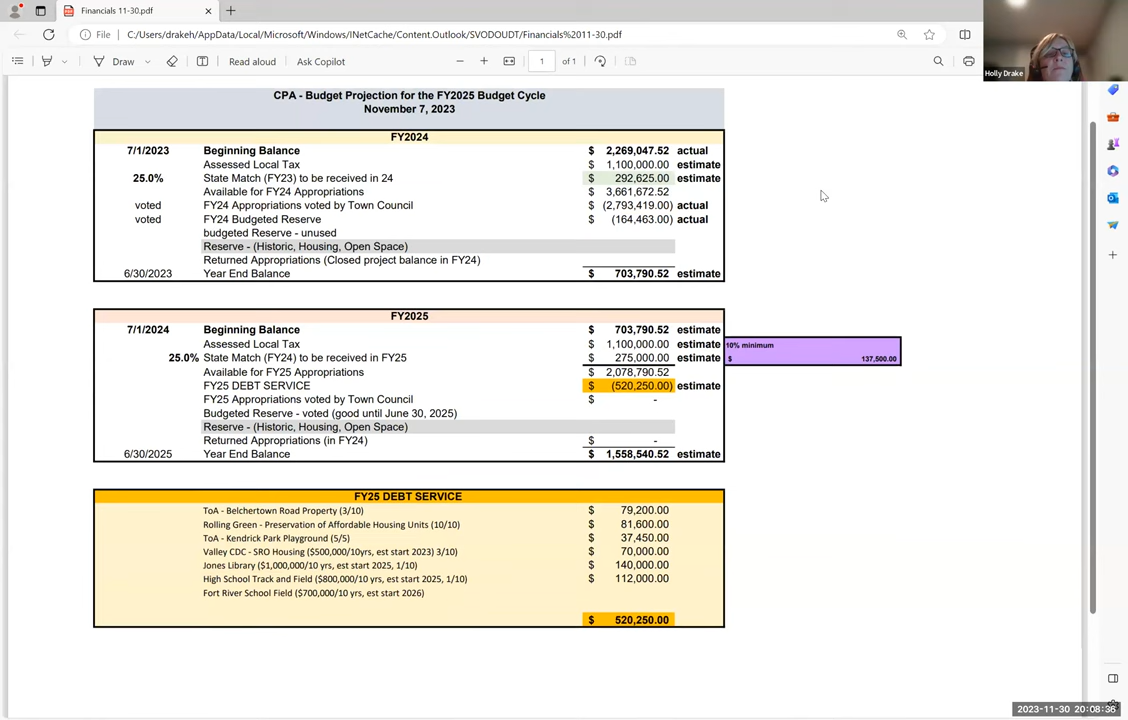 Financials 11-30.pdf
File C:/Users/drakeh/AppData/Local/Microsoft/Windows/INetCache/Content.Outlook/SVODOUDT/Financials%2011-30.pdf
Draw Read aloud Ask Copilot 1 of 1
Holly Drake
CPA - Budget Projection for the FY2025 Budget Cycle
November 7, 2023
FY2024
7/1/2023 Beginning Balance $ 2,269,047.52 actual
Assessed Local Tax $ 1,100,000.00 estimate
25.0% State Match (FY23) to be received in 24 $ 292,625.00 estimate
Available for FY24 Appropriations $ 3,661,672.52
voted FY24 Appropriations voted by Town Council $ (2,793,419.00) actual
voted FY24 Budgeted Reserve $ (164,463.00) actual
budgeted Reserve - unused
Reserve - (Historic, Housing, Open Space)
Returned Appropriations (Closed project balance in FY24)
6/30/2023 Year End Balance $ 703,790.52 estimate
FY2025
7/1/2024 Beginning Balance $ 703,790.52 estimate
Assessed Local Tax $ 1,100,000.00 estimate 10% minimum
25.0% State Match (FY24) to be received in FY25 $ 275,000.00 estimate $ 137,500.00
Available for FY25 Appropriations $ 2,078,790.52
FY25 DEBT SERVICE $ (520,250.00) estimate
FY25 Appropriations voted by Town Council $ -
Budgeted Reserve - voted (good until June 30, 2025)
Reserve - (Historic, Housing, Open Space)
Returned Appropriations (in FY24) $ -
6/30/2025 Year End Balance $ 1,558,540.52 estimate
FY25 DEBT SERVICE
ToA - Belchertown Road Property (3/10) $ 79,200.00
Rolling Green - Preservation of Affordable Housing Units (10/10) $ 81,600.00
ToA - Kendrick Park Playground (5/5) $ 37,450.00
Valley CDC - SRO Housing ($500,000/10yrs, est start 2023) 3/10) $ 70,000.00
Jones Library ($1,000,000/10 yrs, est start 2025, 1/10) $ 140,000.00
High School Track and Field ($800,000/10 yrs, est start 2025, 1/10) $ 112,000.00
Fort River School Field ($700,000/10 yrs, est start 2026)
$ 520,250.00
2023-11-30 20:08:36